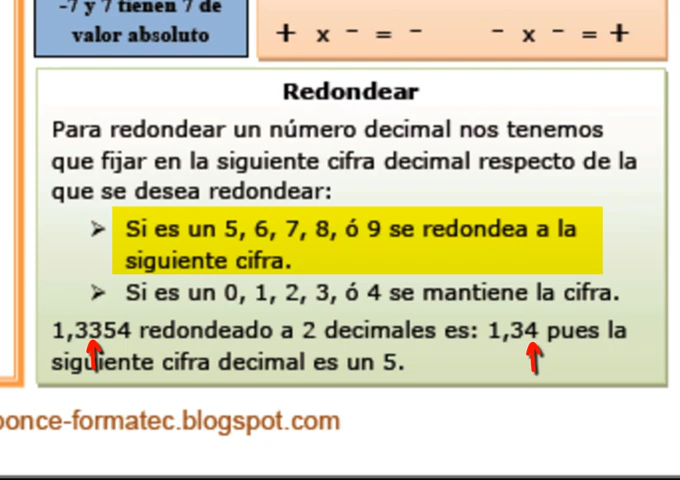 -7 y 7 tienen 7 de
valor absoluto
+ x - = -    - x - = +
Redondear
Para redondear un número decimal nos tenemos
que fijar en la siguiente cifra decimal respecto de la
que se desea redondear:
➢ Si es un 5, 6, 7, 8, ó 9 se redondea a la
siguiente cifra.
➢ Si es un 0, 1, 2, 3, ó 4 se mantiene la cifra.
1,3354 redondeado a 2 decimales es: 1,34 pues la
siguiente cifra decimal es un 5.
ponce-formatec.blogspot.com